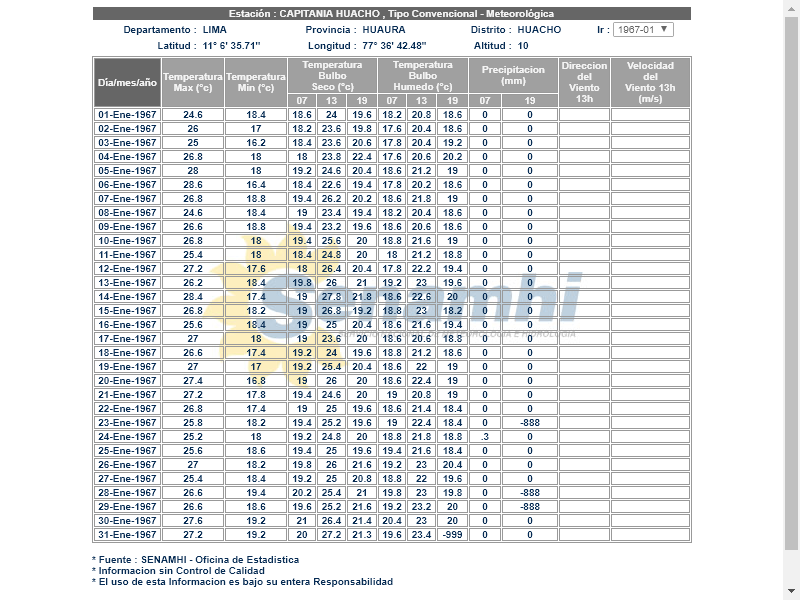 Estación : CAPITANIA HUACHO , Tipo Convencional - Meteorológica
Departamento : LIMA Provincia : HUAURA Distrito : HUACHO Ir : 1967-01
Latitud : 11° 6' 35.71'' Longitud : 77° 36' 42.48'' Altitud : 10
Día/mes/año Temperatura Max (°c) Temperatura Min (°c) Temperatura Bulbo Seco (°c) Temperatura Bulbo Humedo (°c) Precipitacion (mm) Direccion del Viento 13h Velocidad del Viento 13h (m/s)
07 13 19 07 13 19 07 19
01-Ene-1967 24.6 18.4 18.6 24 19.6 18.2 20.8 18.6 0 0
02-Ene-1967 26 17 18.2 23.6 19.8 17.6 20.4 18.6 0 0
03-Ene-1967 25 16.2 18.4 23.6 20.6 17.8 20.4 19.2 0 0
04-Ene-1967 26.8 18 18 23.8 22.4 17.6 20.6 20.2 0 0
05-Ene-1967 28 18 19.2 24.6 20.4 18.6 21.2 19 0 0
06-Ene-1967 28.6 16.4 18.4 22.6 19.4 17.8 20.2 18.6 0 0
07-Ene-1967 26.8 18.8 19.4 26.2 20.2 18.6 21.8 19 0 0
08-Ene-1967 24.6 18.4 19 23.4 19.4 18.2 20.4 18.6 0 0
09-Ene-1967 26.6 18.8 19.4 23.2 19.6 18.6 20.6 18.6 0 0
10-Ene-1967 26.8 18 19.4 25.6 20 18.8 21.6 19 0 0
11-Ene-1967 25.4 18 18.4 24.8 20 18 21.2 18.8 0 0
12-Ene-1967 27.2 17.6 18 26.4 20.4 17.8 22.2 19.4 0 0
13-Ene-1967 26.2 18.4 19.8 26 21 19.2 23 19.6 0 0
14-Ene-1967 28.4 17.4 19 27.8 21.8 18.6 22.6 20 0 0
15-Ene-1967 26.8 18.2 19 26.8 19.2 18.8 23 18.2 0 0
16-Ene-1967 25.6 18.4 19 25 20.4 18.6 21.6 19.4 0 0
17-Ene-1967 27 18 19 23.6 20 18.6 20.6 18.8 0 0
18-Ene-1967 26.6 17.4 19.2 24 19.6 18.8 21.2 18.6 0 0
19-Ene-1967 27 17 19.2 25.4 20.4 18.6 22 19 0 0
20-Ene-1967 27.4 16.8 19 26 20 18.6 22.4 19 0 0
21-Ene-1967 27.2 17.8 19.4 24.6 20 19 20.8 19 0 0
22-Ene-1967 26.8 17.4 19 25 19.6 18.6 21.4 18.4 0 0
23-Ene-1967 25.8 18.2 19.4 25.2 19.6 19 22.4 18.4 0 -888
24-Ene-1967 25.2 18 19.2 24.8 20 18.8 21.8 18.8 .3 0
25-Ene-1967 25.6 18.6 19.4 25 19.6 19.4 21.6 18.4 0 0
26-Ene-1967 27 18.2 19.8 26 21.6 19.2 23 20.4 0 0
27-Ene-1967 25.4 18.4 19.2 25 20.8 18.8 22 19.6 0 0
28-Ene-1967 26.6 19.4 20.2 25.4 21 19.8 23 19.8 0 -888
29-Ene-1967 26.6 18.6 19.6 25.2 21.6 19.2 23.2 20 0 -888
30-Ene-1967 27.6 19.2 21 26.4 21.4 20.4 23 20 0 0
31-Ene-1967 27.2 19.2 20 27.2 21.3 19.6 23.4 -999 0 0
Senamhi
* Fuente : SENAMHI - Oficina de Estadistica
* Informacion sin Control de Calidad
* El uso de esta Informacion es bajo su entera Responsabilidad